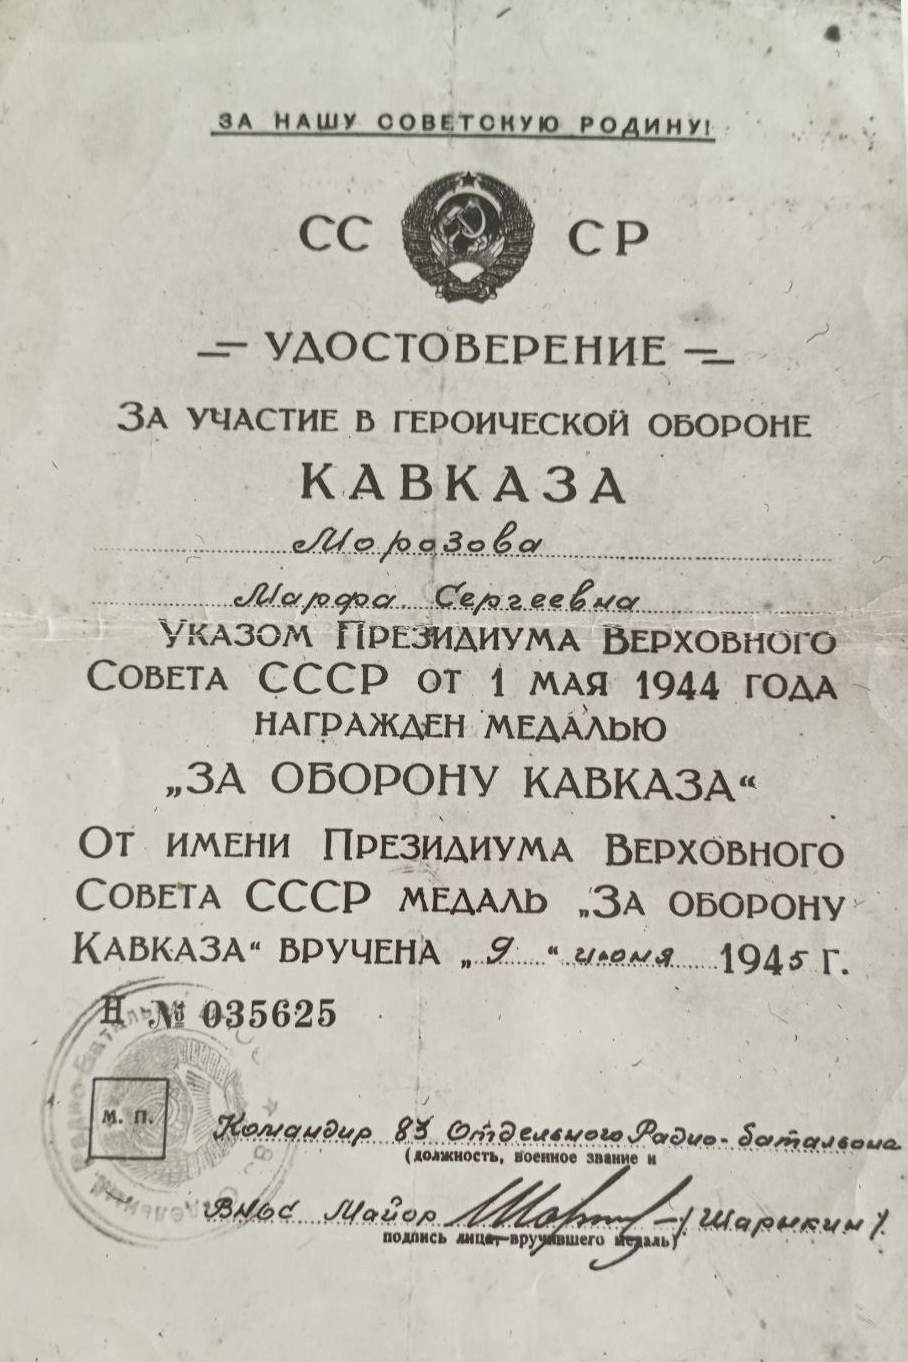 ЗА НАШУ СОВЕТСКУЮ РОДИНУ!
СС СР
УДОСТОВЕРЕНИЕ
ЗА УЧАСТИЕ В ГЕРОИЧЕСКОЙ ОБОРОНЕ
КАВКАЗА
Морозова
Марфа Сергеевна
УКАЗОМ ПРЕЗИДИУМА ВЕРХОВНОГО
СОВЕТА СССР ОТ 1 МАЯ 1944 ГОДА
НАГРАЖДЕН МЕДАЛЬЮ
„ЗА ОБОРОНУ КАВКАЗА“
ОТ ИМЕНИ ПРЕЗИДИУМА ВЕРХОВНОГО
СОВЕТА СССР МЕДАЛЬ „ЗА ОБОРОНУ
КАВКАЗА“ ВРУЧЕНА „9“ июня 1945 Г.
Н № 035625
М. П.
Командир 83 Отдельного Радио-батальона
(должность, военное звание и
ВНОС Майор -/Шарыкин/
подпись лица, вручившего медаль)